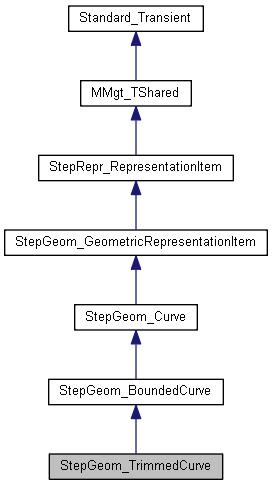 Standard_Transient
MMgt_TShared
StepRepr_RepresentationItem
StepGeom_GeometricRepresentationItem
StepGeom_Curve
StepGeom_BoundedCurve
StepGeom_TrimmedCurve